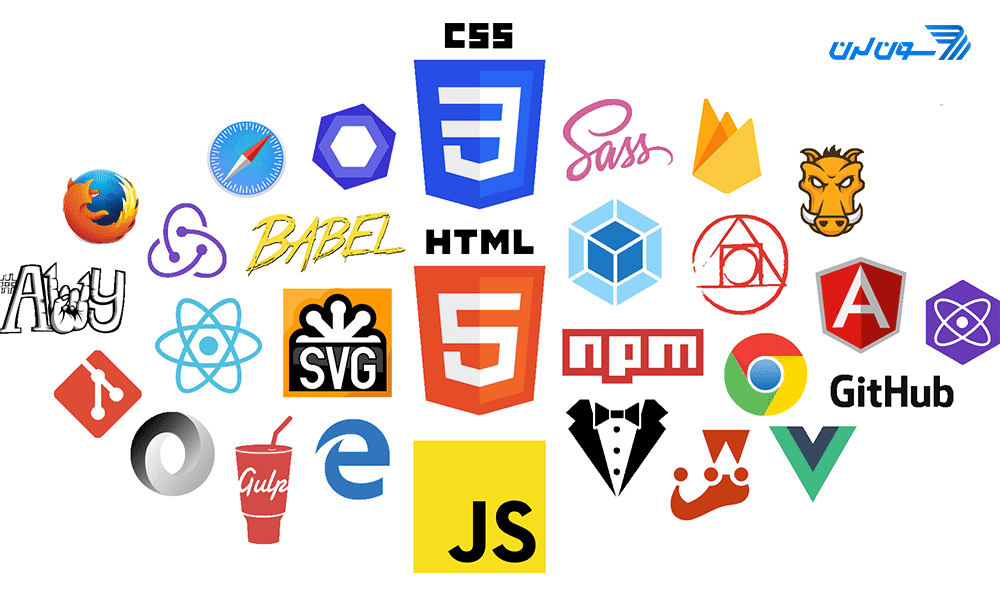 CSS
سون لرن
Sass
BABEL
HTML
#A11y
SVG
npm
GitHub
Gulp
JS